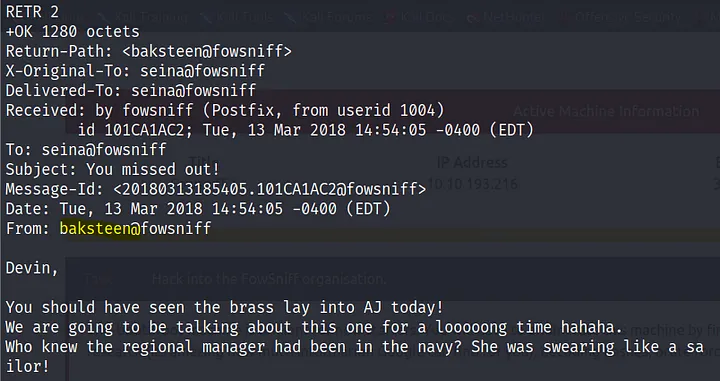 RETR 2
+OK 1280 octets
Return-Path: <baksteen@fowsniff>
X-Original-To: seina@fowsniff
Delivered-To: seina@fowsniff
Received: by fowsniff (Postfix, from userid 1004)
Active Machine Information
id 101CA1AC2; Tue, 13 Mar 2018 14:54:05 -0400 (EDT)
To: seina@fowsniff
Title
IP Address
Subject: You missed out!
Message-Id: <20180313185405.101CA1AC2@fowsniff>
10.10.193.216
Date: Tue, 13 Mar 2018 14:54:05 -0400 (EDT)
From: baksteen@fowsniff
Devin,
Hack into the FowSniff organisation.
You should have seen the brass lay into AJ today!
We are going to be talking about this one for a looooong time hahaha.
Who knew the regional manager had been in the navy? She was swearing like a sa
ilor!